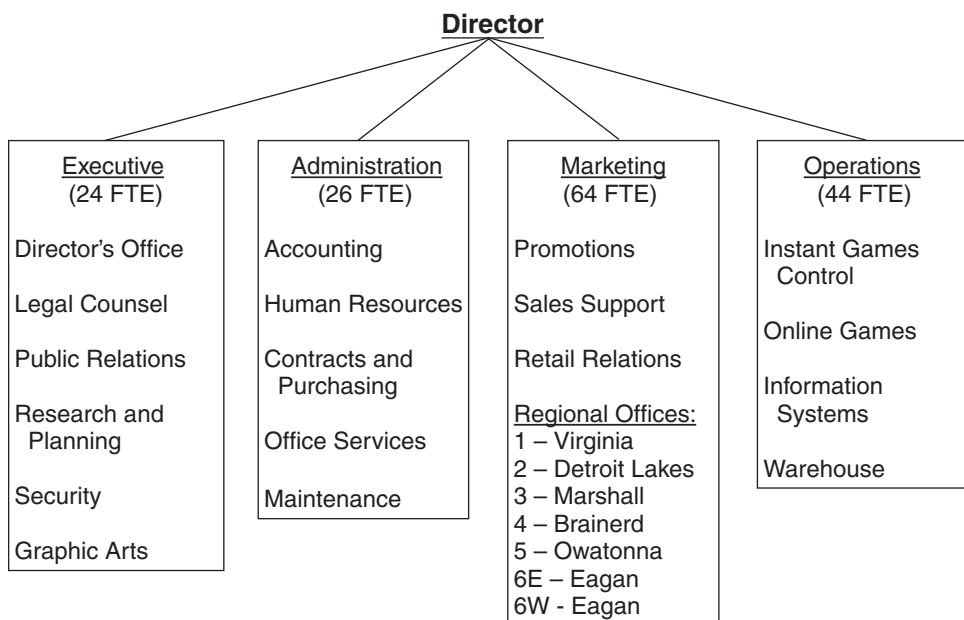 Director
Executive
(24 FTE)
Director’s Office
Legal Counsel
Public Relations
Research and
Planning
Security
Graphic Arts
Administration
(26 FTE)
Accounting
Human Resources
Contracts and
Purchasing
Office Services
Maintenance
Marketing
(64 FTE)
Promotions
Sales Support
Retail Relations
Regional Offices:
1 – Virginia
2 – Detroit Lakes
3 – Marshall
4 – Brainerd
5 – Owatonna
6E – Eagan
6W - Eagan
Operations
(44 FTE)
Instant Games
Control
Online Games
Information
Systems
Warehouse